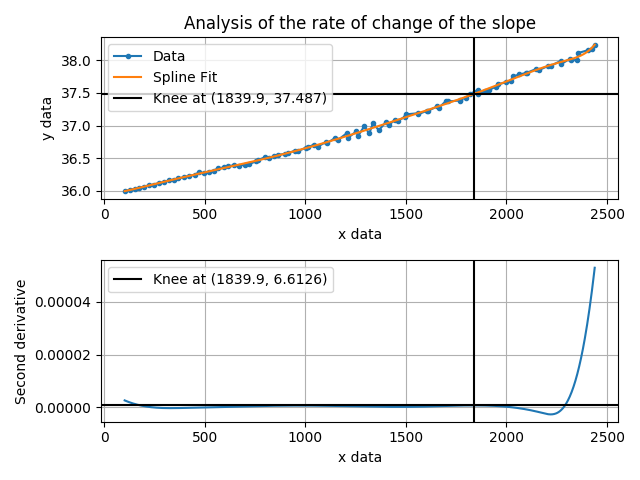 Analysis of the rate of change of the slope
Data
Spline Fit
Knee at (1839.9, 37.487)
y data
38.0
37.5
37.0
36.5
36.0
0 500 1000 1500 2000 2500
x data
Knee at (1839.9, 6.6126)
Second derivative
0.00004
0.00002
0.00000
0 500 1000 1500 2000 2500
x data